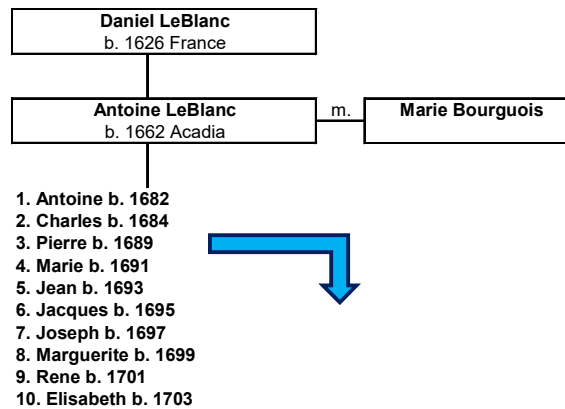 Daniel LeBlanc
b. 1626 France
Antoine LeBlanc
b. 1662 Acadia
m.
Marie Bourguois
1. Antoine b. 1682
2. Charles b. 1684
3. Pierre b. 1689
4. Marie b. 1691
5. Jean b. 1693
6. Jacques b. 1695
7. Joseph b. 1697
8. Marguerite b. 1699
9. Rene b. 1701
10. Elisabeth b. 1703